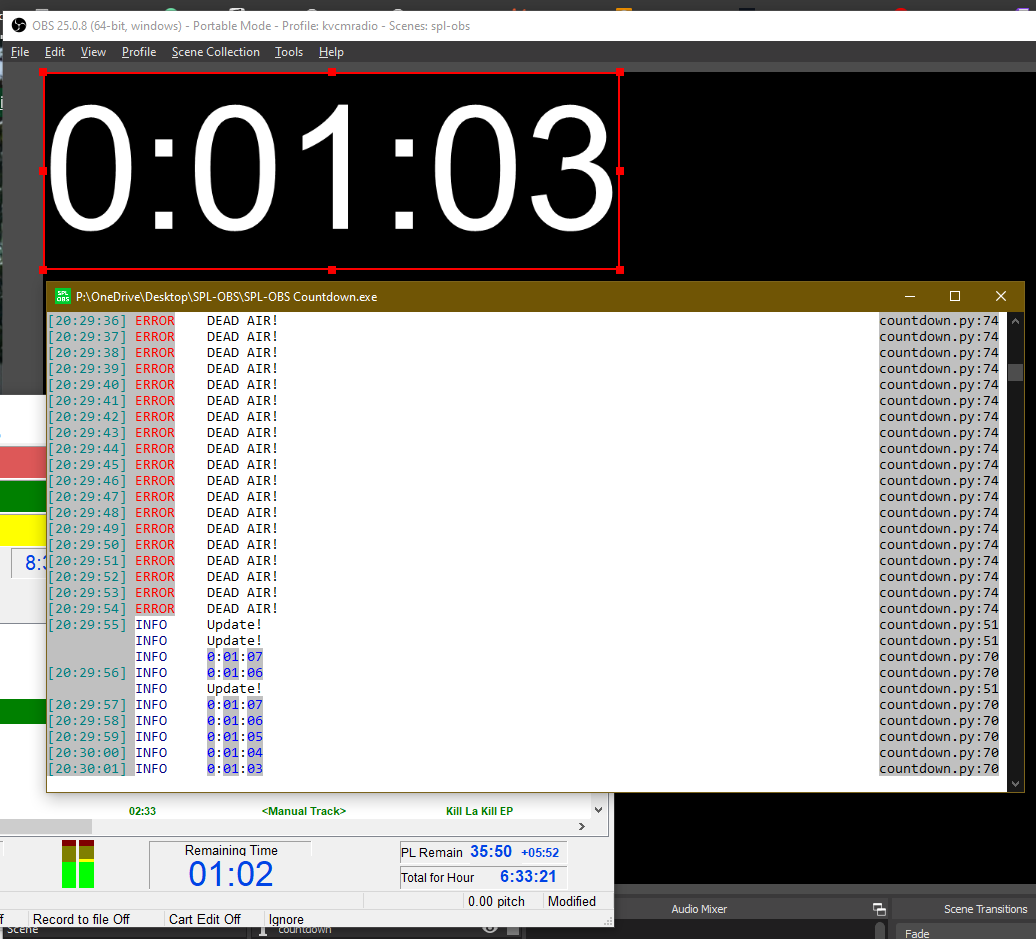 OBS 25.0.8 (64-bit, windows) - Portable Mode - Profile: kvcmradio - Scenes: spl-obs
File Edit View Profile Scene Collection Tools Help
0:01:03
SPL OBS P:\OneDrive\Desktop\SPL-OBS\SPL-OBS Countdown.exe
[20:29:36] ERROR DEAD AIR! countdown.py:74
[20:29:37] ERROR DEAD AIR! countdown.py:74
[20:29:38] ERROR DEAD AIR! countdown.py:74
[20:29:39] ERROR DEAD AIR! countdown.py:74
[20:29:40] ERROR DEAD AIR! countdown.py:74
[20:29:41] ERROR DEAD AIR! countdown.py:74
[20:29:42] ERROR DEAD AIR! countdown.py:74
[20:29:43] ERROR DEAD AIR! countdown.py:74
[20:29:44] ERROR DEAD AIR! countdown.py:74
[20:29:45] ERROR DEAD AIR! countdown.py:74
[20:29:46] ERROR DEAD AIR! countdown.py:74
[20:29:47] ERROR DEAD AIR! countdown.py:74
[20:29:48] ERROR DEAD AIR! countdown.py:74
[20:29:49] ERROR DEAD AIR! countdown.py:74
[20:29:50] ERROR DEAD AIR! countdown.py:74
[20:29:51] ERROR DEAD AIR! countdown.py:74
[20:29:52] ERROR DEAD AIR! countdown.py:74
[20:29:53] ERROR DEAD AIR! countdown.py:74
[20:29:54] ERROR DEAD AIR! countdown.py:74
[20:29:55] INFO Update! countdown.py:51
INFO Update! countdown.py:51
INFO 0:01:07 countdown.py:70
[20:29:56] INFO 0:01:06 countdown.py:70
INFO Update! countdown.py:51
[20:29:57] INFO 0:01:07 countdown.py:70
[20:29:58] INFO 0:01:06 countdown.py:70
[20:29:59] INFO 0:01:05 countdown.py:70
[20:30:00] INFO 0:01:04 countdown.py:70
[20:30:01] INFO 0:01:03 countdown.py:70
02:33 <Manual Track> Kill La Kill EP
Remaining Time
01:02
PL Remain 35:50 +05:52
Total for Hour 6:33:21
0.00 pitch Modified
Record to file Off Cart Edit Off Ignore
Audio Mixer Scene Transitions
Scene countdown Fade